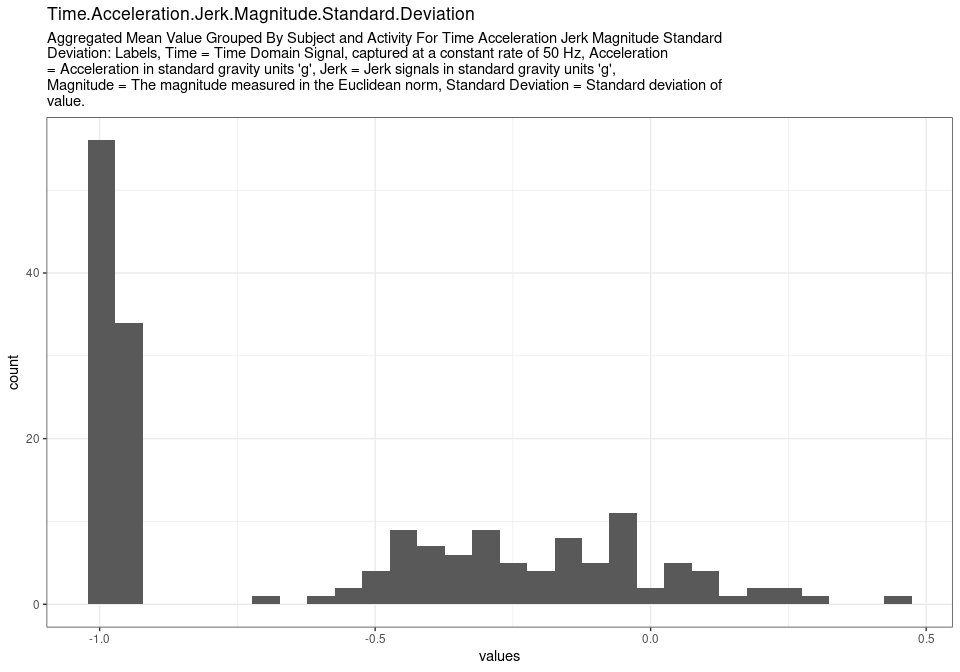 Time.Acceleration.Jerk.Magnitude.Standard.Deviation
Aggregated Mean Value Grouped By Subject and Activity For Time Acceleration Jerk Magnitude Standard
Deviation: Labels, Time = Time Domain Signal, captured at a constant rate of 50 Hz, Acceleration
= Acceleration in standard gravity units 'g', Jerk = Jerk signals in standard gravity units 'g',
Magnitude = The magnitude measured in the Euclidean norm, Standard Deviation = Standard deviation of
value.
40
20
0
count
-1.0
-0.5
0.0
0.5
values